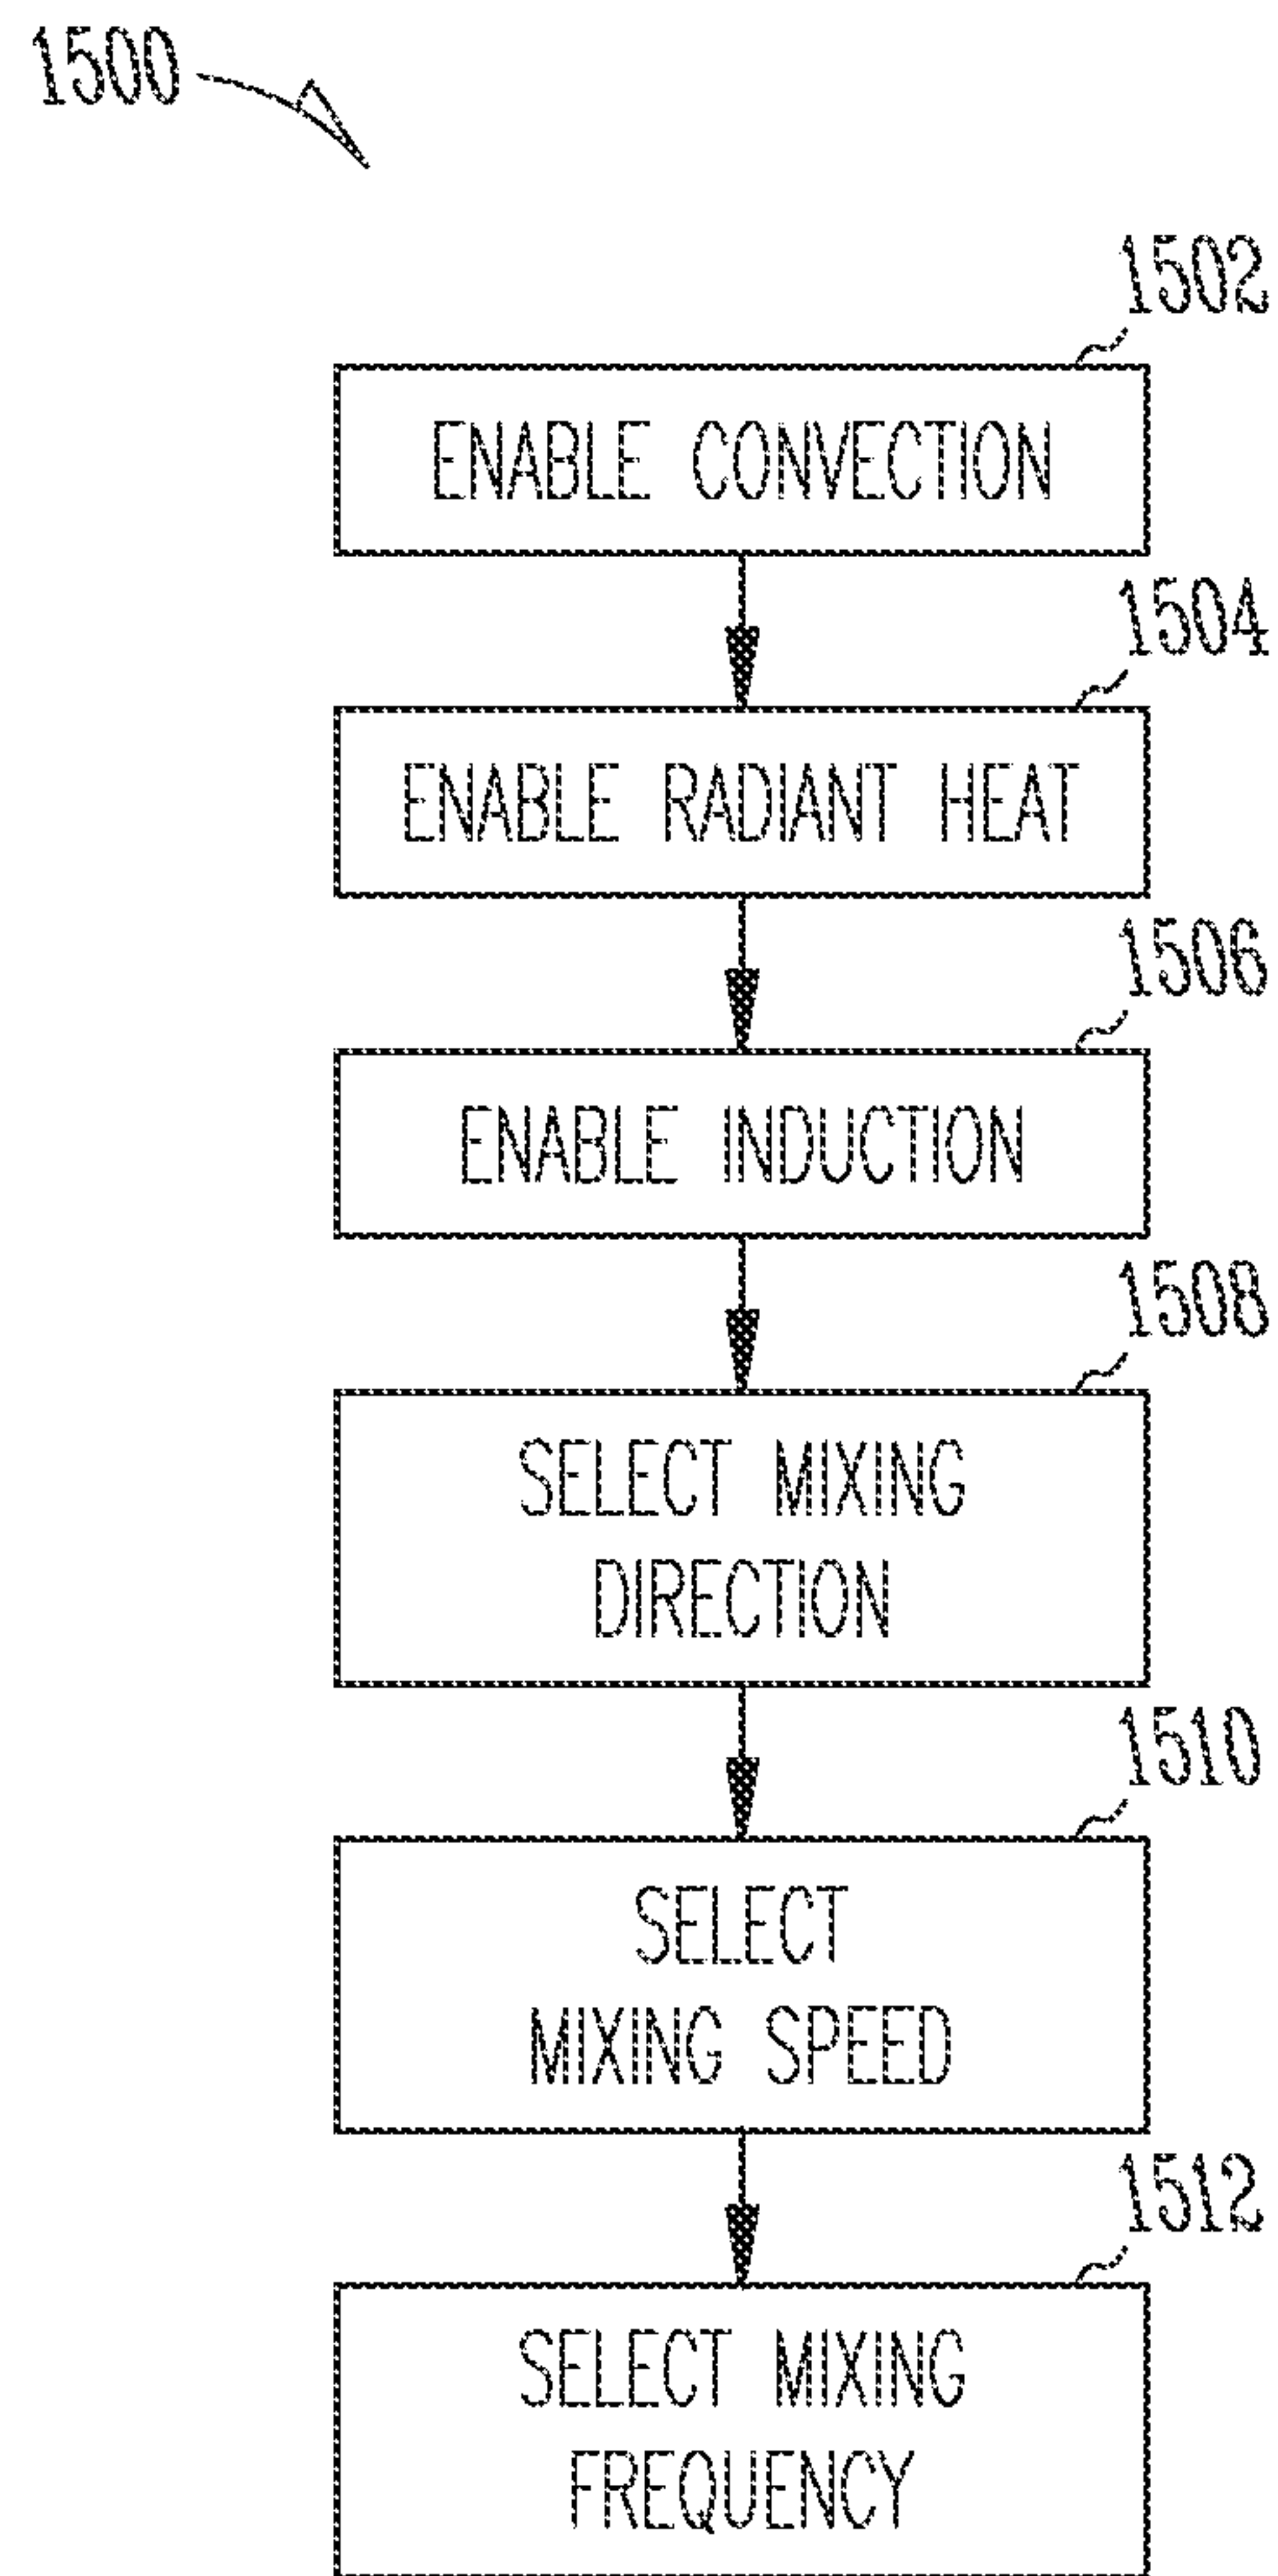 1500
1502
ENABLE CONVECTION
1504
ENABLE RADIANT HEAT
1506
ENABLE INDUCTION
1508
SELECT MIXING
DIRECTION
1510
SELECT
MIXING SPEED
1512
SELECT MIXING
FREQUENCY